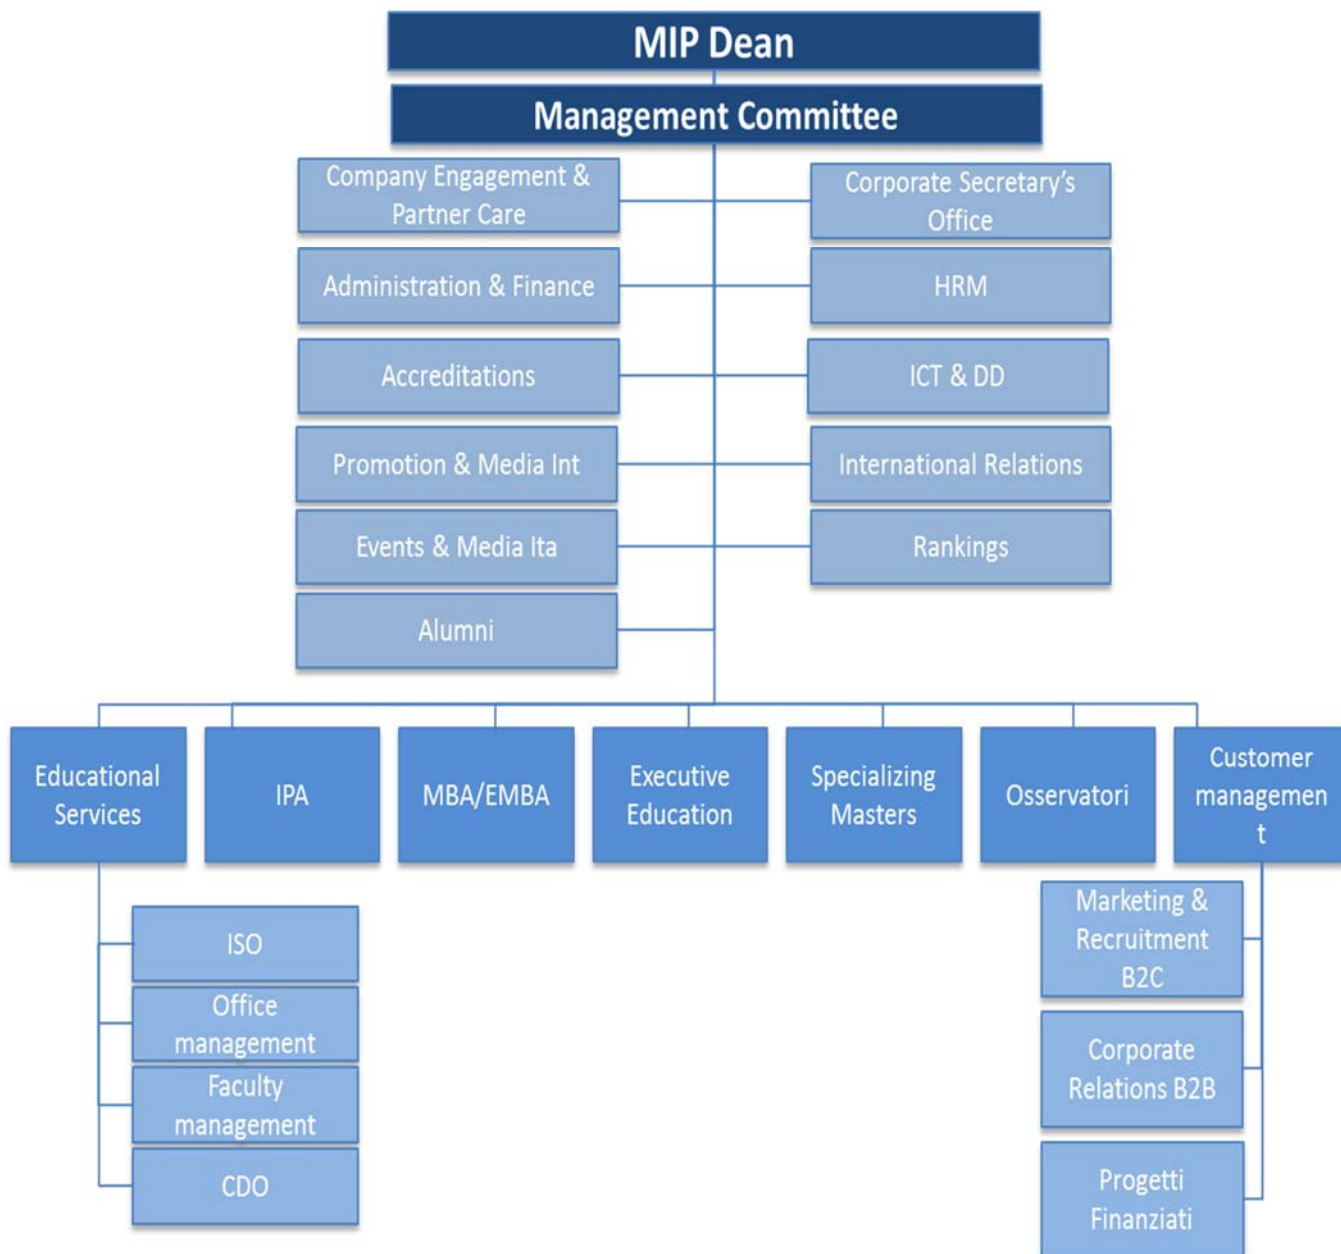 MIP Dean
Management Committee
Company Engagement &
Partner Care
Corporate Secretary's
Office
Administration & Finance
HRM
Accreditations
ICT & DD
Promotion & Media Int
International Relations
Events & Media Ita
Rankings
Alumni
Educational
Services
IPA
MBA/EMBA
Executive
Education
Specializing
Masters
Osservatori
Customer
managemen
t
ISO
Office
management
Faculty
management
CDO
Marketing &
Recruitment
B2C
Corporate
Relations B2B
Progetti
Finanziati